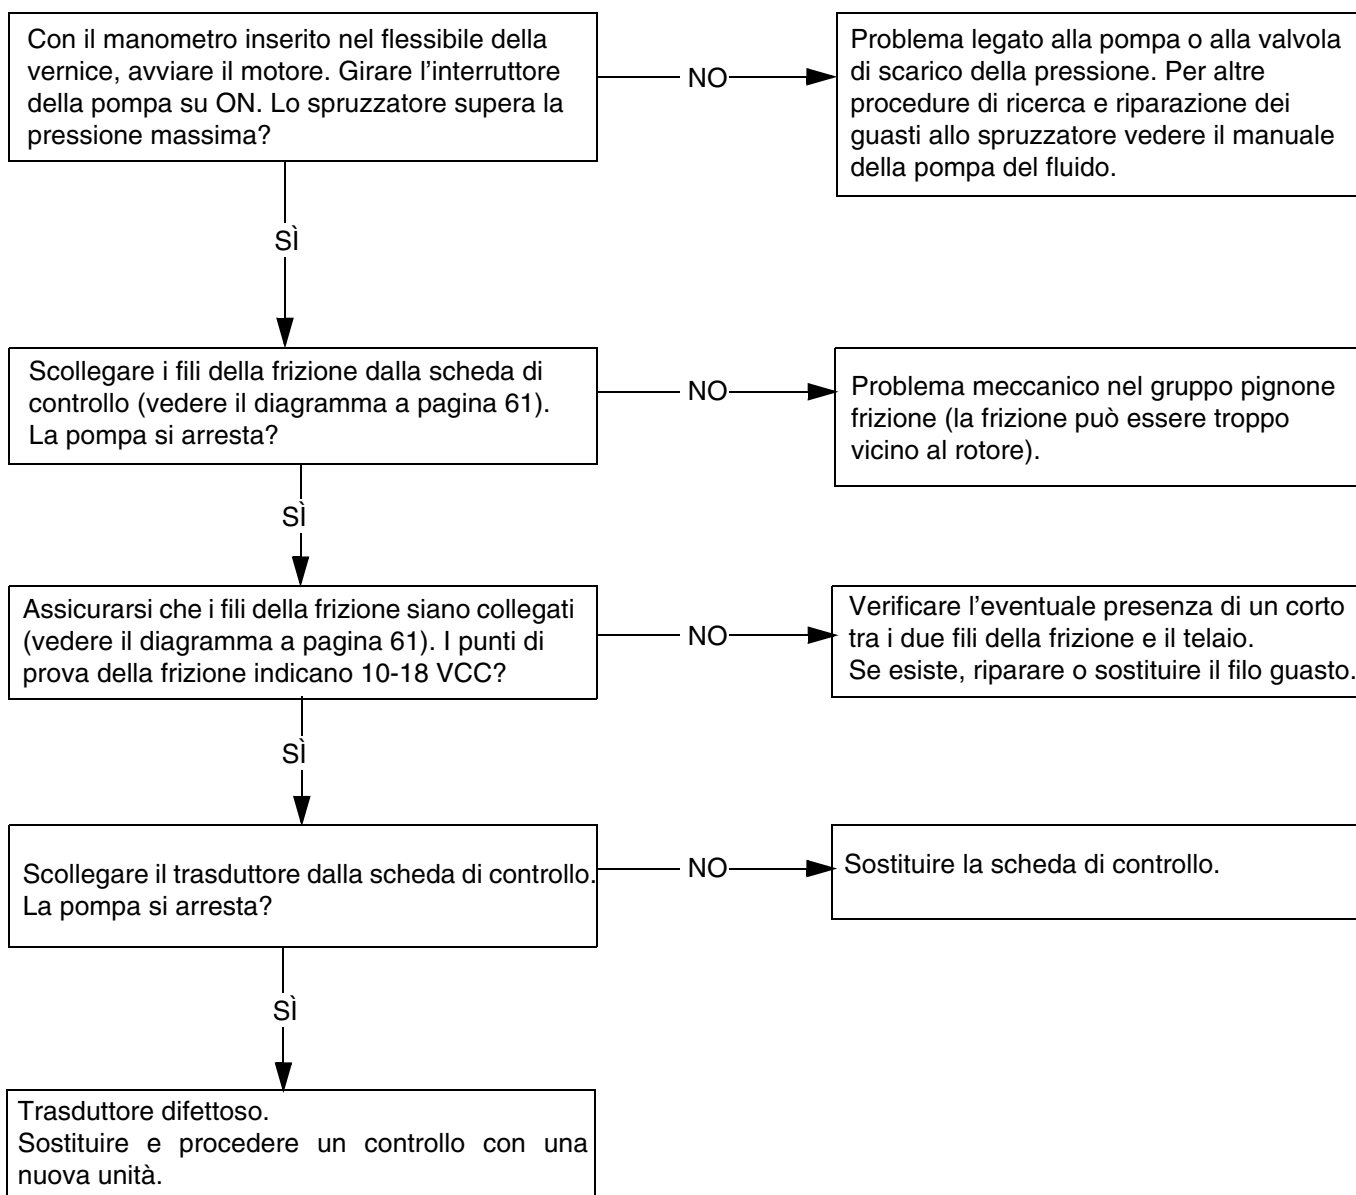 Con il manometro inserito nel flessibile della
vernice, avviare il motore. Girare l'interruttore
della pompa su ON. Lo spruzzatore supera la
pressione massima?
NO
Problema legato alla pompa o alla valvola
di scarico della pressione. Per altre
procedure di ricerca e riparazione dei
guasti allo spruzzatore vedere il manuale
della pompa del fluido.
SÌ
Scollegare i fili della frizione dalla scheda di
controllo (vedere il diagramma a pagina 61).
La pompa si arresta?
NO
Problema meccanico nel gruppo pignone
frizione (la frizione può essere troppo
vicino al rotore).
SÌ
Assicurarsi che i fili della frizione siano collegati
(vedere il diagramma a pagina 61). I punti di
prova della frizione indicano 10-18 VCC?
NO
Verificare l'eventuale presenza di un corto
tra i due fili della frizione e il telaio.
Se esiste, riparare o sostituire il filo guasto.
SÌ
Scollegare il trasduttore dalla scheda di controllo.
La pompa si arresta?
NO
Sostituire la scheda di controllo.
SÌ
Trasduttore difettoso.
Sostituire e procedere un controllo con una
nuova unità.